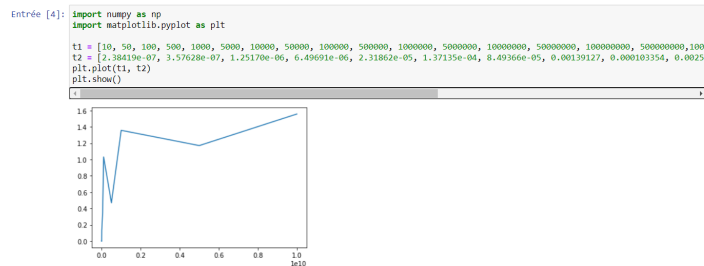 Entrée [4]: import numpy as np
import matplotlib.pyplot as plt
t1 = [10, 50, 100, 500, 1000, 5000, 10000, 50000, 100000, 500000, 1000000, 5000000, 10000000, 50000000, 100000000, 500000000,100
t2 = [2.38419e-07, 3.57628e-07, 1.25170e-06, 6.49691e-06, 2.31862e-05, 1.37135e-04, 8.49366e-05, 0.00139127, 0.000103354, 0.0025
plt.plot(t1, t2)
plt.show()
1.6
1.4
1.2
1.0
0.8
0.6
0.4
0.2
0.0
0.0 0.2 0.4 0.6 0.8 1.0
1e10